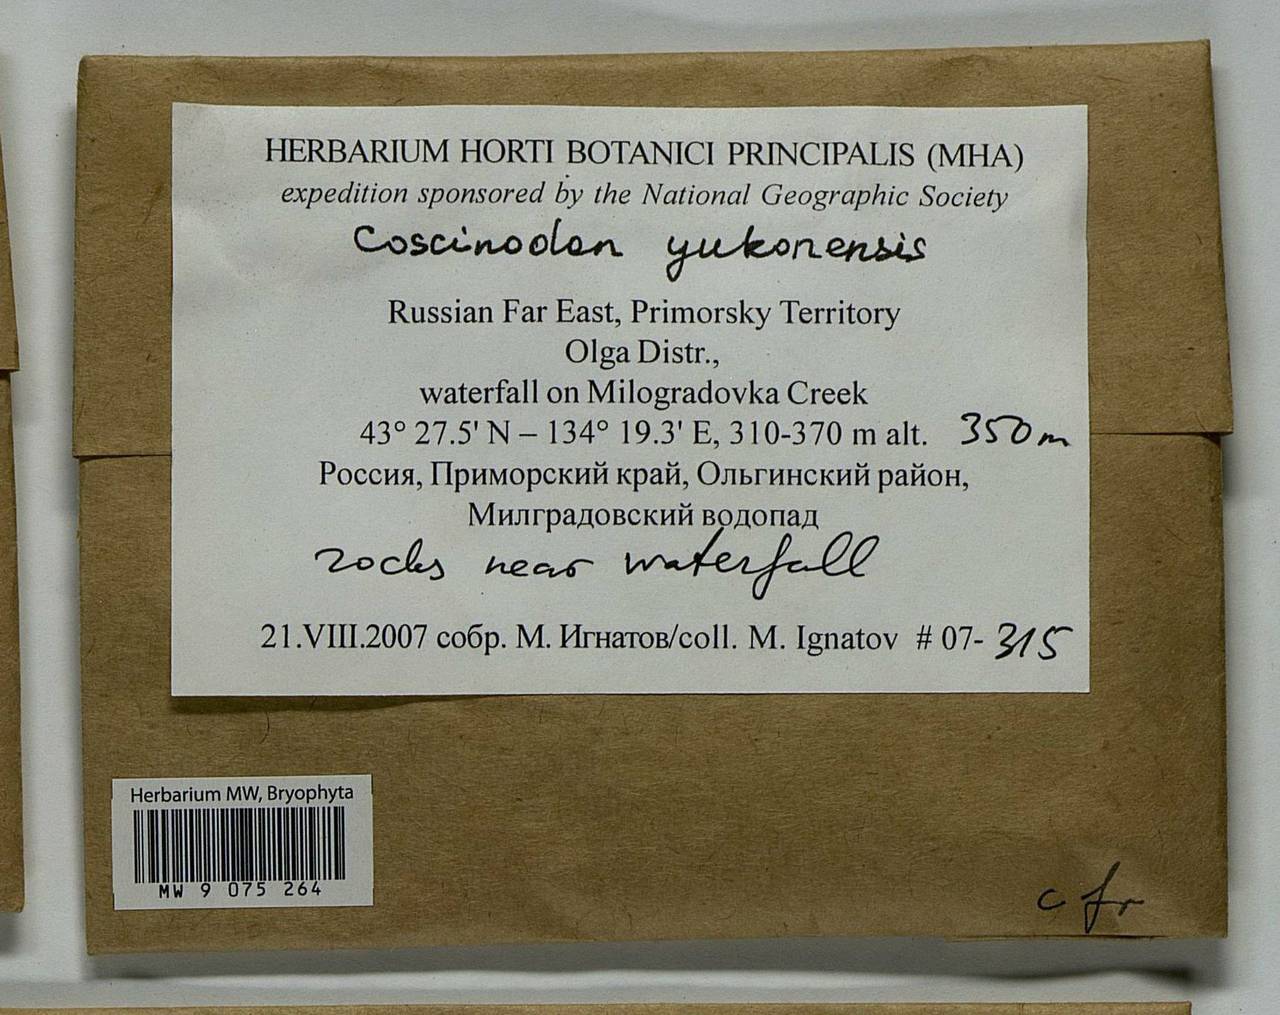 HERBARIUM HORTI BOTANICI PRINCIPALIS (MHA)
expedition sponsored by the National Geographic Society
Coscinodon yukonensis
Russian Far East, Primorsky Territory
Olga Distr.,
waterfall on Milogradovka Creek
43° 27.5' N – 134° 19.3' E, 310-370 m alt. 350 m
Россия, Приморский край, Ольгинский район,
Милградовский водопад
rocks near waterfall
21.VIII.2007 собр. М. Игнатов/coll. M. Ignatov # 07-315
Herbarium MW, Bryophyta
MW 9 075 264
c fr